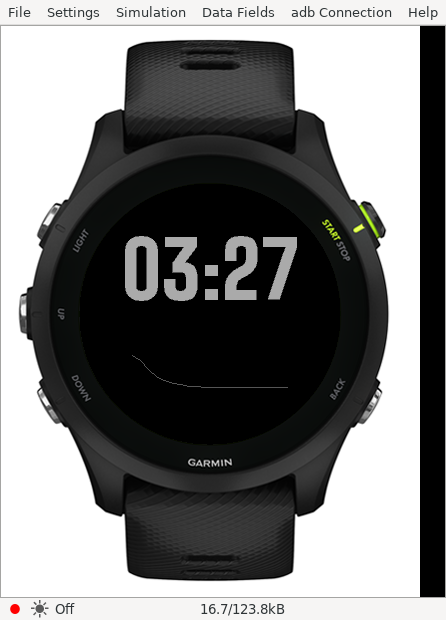 File Settings Simulation Data Fields adb Connection Help
START STOP
LIGHT
03:27
UP
DOWN
BACK
GARMIN
Off 16.7/123.8kB